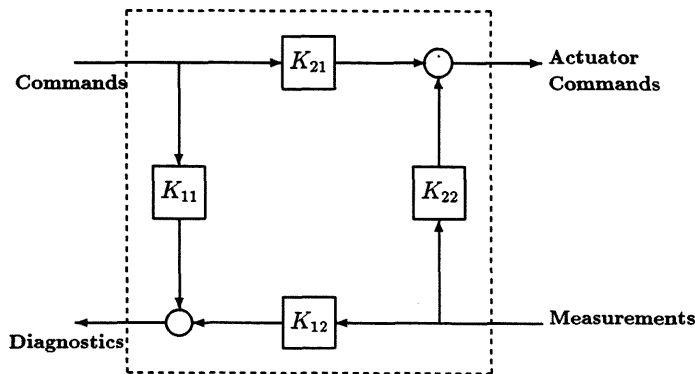 Commands
K21
Actuator
Commands
K11
K22
Diagnostics
K12
Measurements